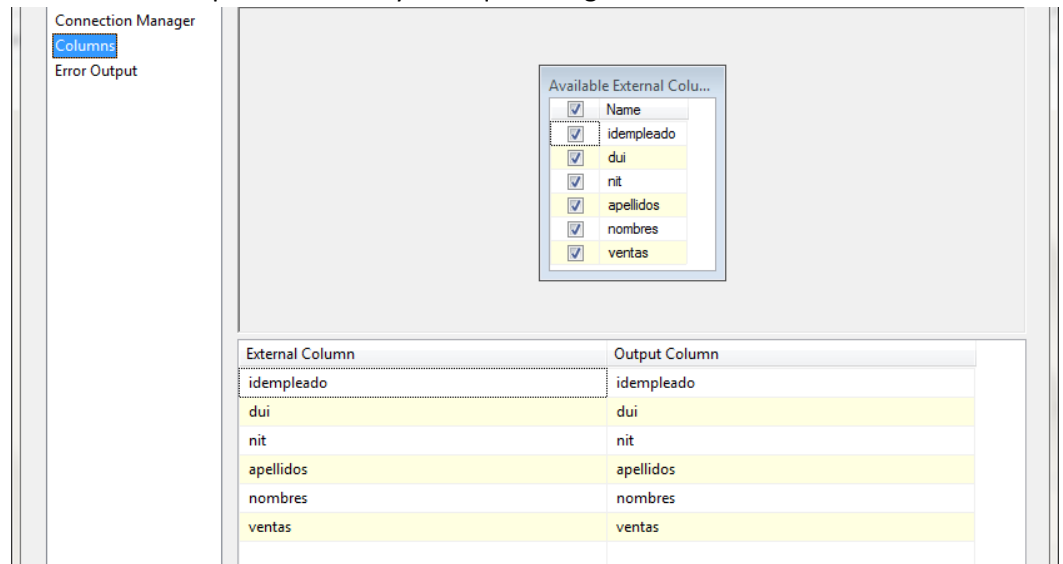 Connection Manager
Columns
Error Output
Available External Colu...
Name
idempleado
dui
nit
apellidos
nombres
ventas
External Column Output Column
idempleado idempleado
dui dui
nit nit
apellidos apellidos
nombres nombres
ventas ventas